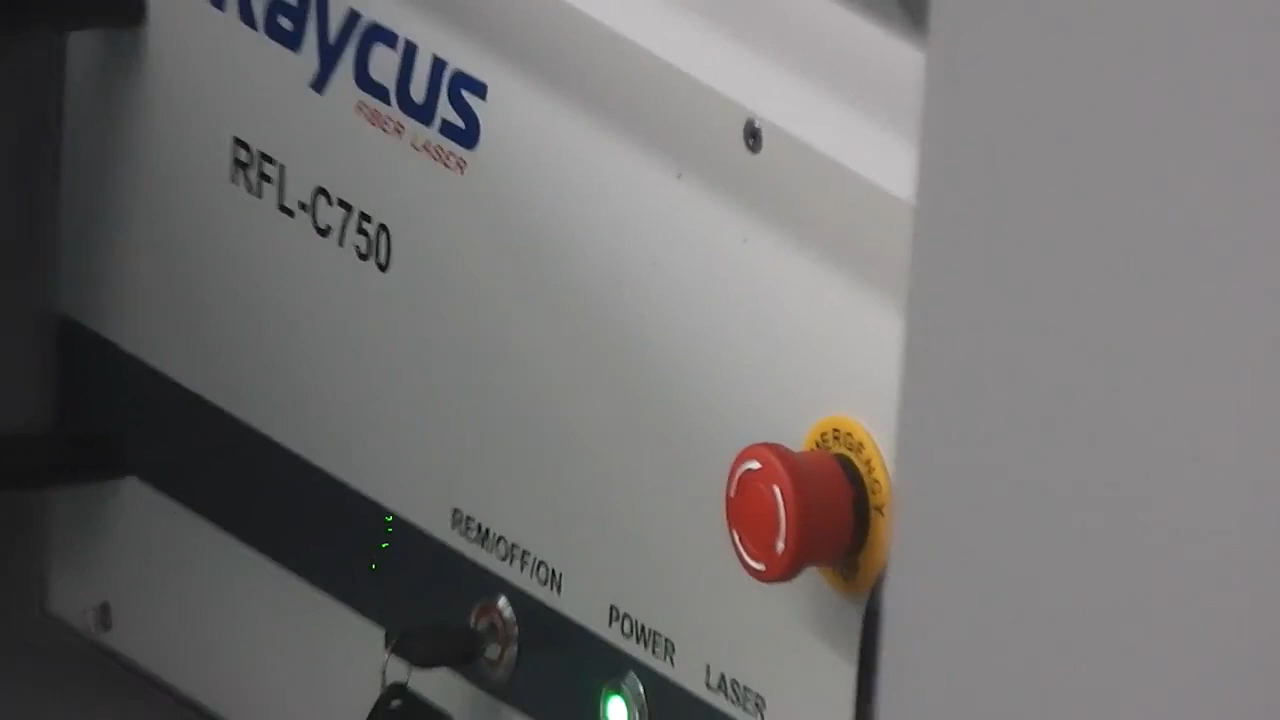 Raycus
FIBER LASER
RFL-C750
EMERGENCY
REM/OFF/ON
POWER
LASER